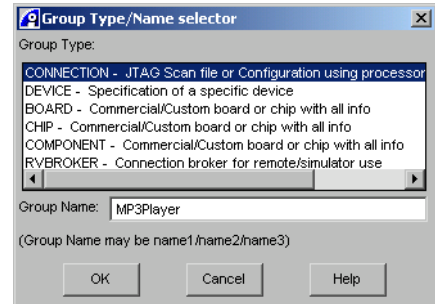 Group Type/Name selector
Group Type:
CONNECTION - JTAG Scan file or Configuration using processor
DEVICE - Specification of a specific device
BOARD - Commercial/Custom board or chip with all info
CHIP - Commercial/Custom board or chip with all info
COMPONENT - Commercial/Custom board or chip with all info
RVBROKER - Connection broker for remote/simulator use
Group Name: MP3Player
(Group Name may be name1/name2/name3)
OK Cancel Help